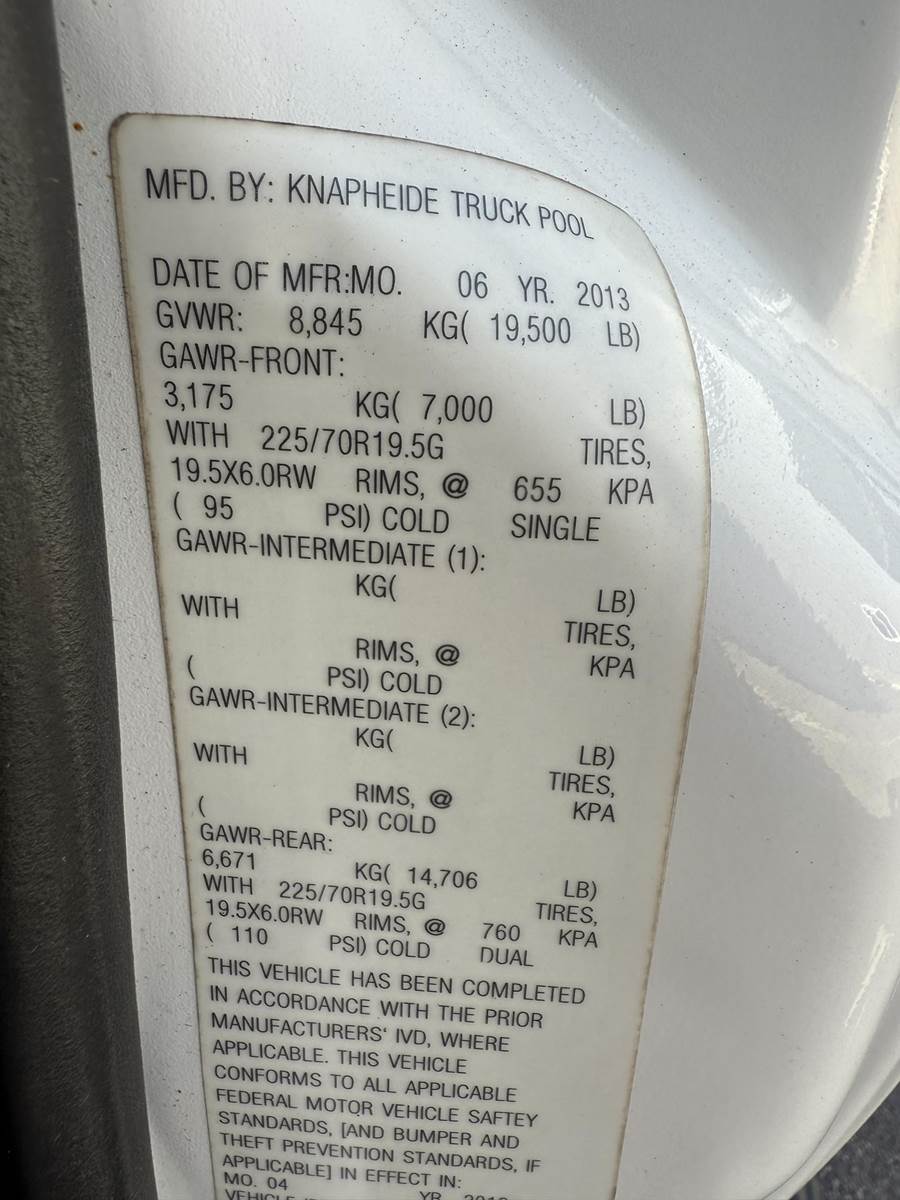 MFD. BY: KNAPHEIDE TRUCK POOL
DATE OF MFR:MO. 06 YR. 2013
GVWR: 8,845 KG( 19,500 LB)
GAWR-FRONT:
3,175 KG( 7,000 LB)
WITH 225/70R19.5G TIRES,
19.5X6.0RW RIMS, @ 655 KPA
( 95 PSI) COLD SINGLE
GAWR-INTERMEDIATE (1):
KG( LB)
WITH TIRES,
RIMS, @ KPA
( PSI) COLD
GAWR-INTERMEDIATE (2):
KG( LB)
WITH TIRES,
RIMS, @ KPA
( PSI) COLD
GAWR-REAR:
6,671 KG( 14,706 LB)
WITH 225/70R19.5G TIRES,
19.5X6.0RW RIMS, @ 760 KPA
( 110 PSI) COLD DUAL
THIS VEHICLE HAS BEEN COMPLETED
IN ACCORDANCE WITH THE PRIOR
MANUFACTURERS' IVD, WHERE
APPLICABLE. THIS VEHICLE
CONFORMS TO ALL APPLICABLE
FEDERAL MOTOR VEHICLE SAFTEY
STANDARDS, [AND BUMPER AND
THEFT PREVENTION STANDARDS, IF
APPLICABLE] IN EFFECT IN:
MO. 04 YR.
VEHICLE